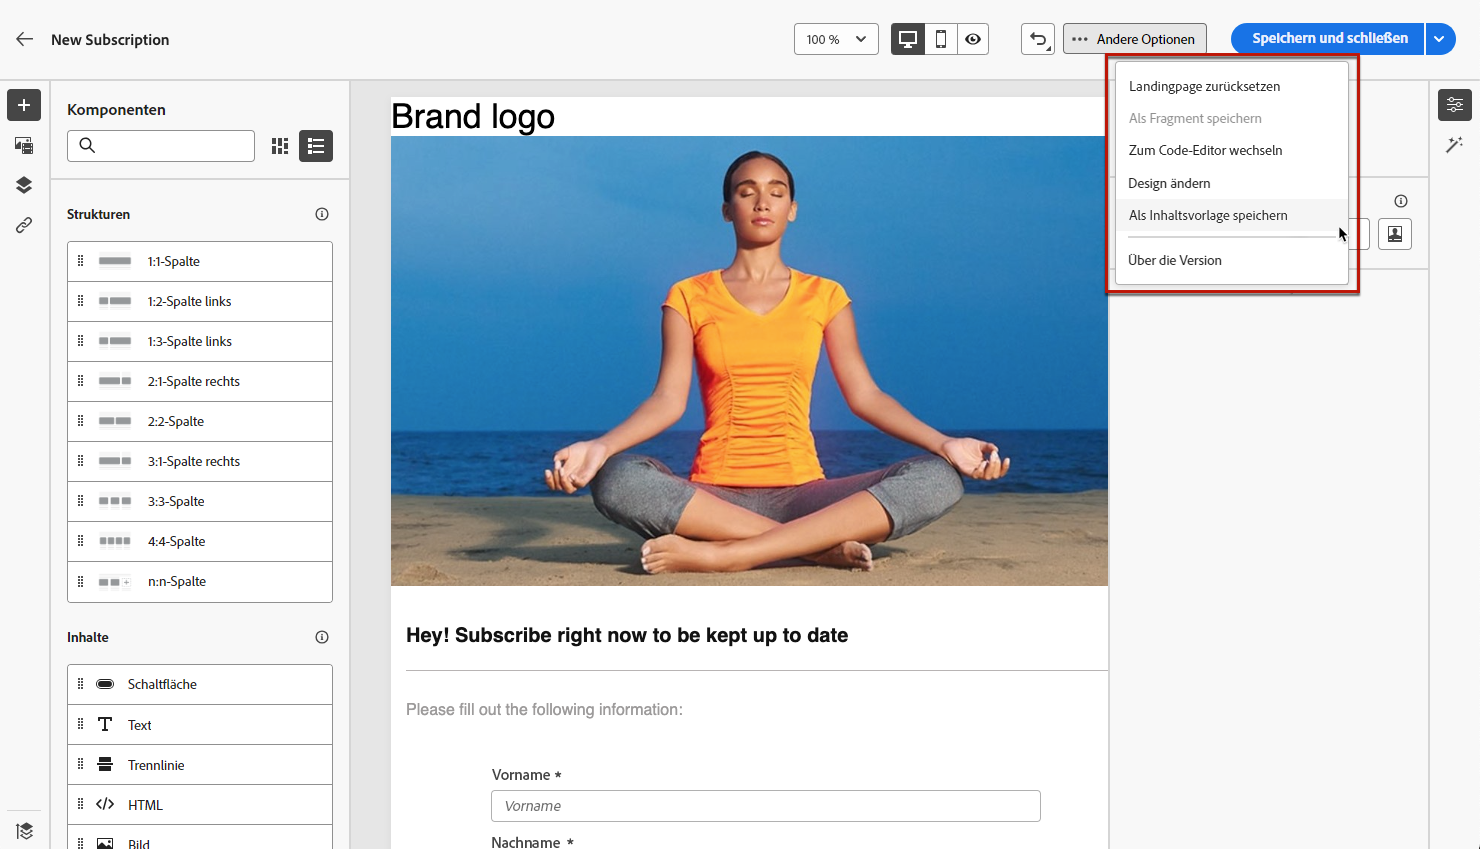 New Subscription
100 %
Andere Optionen
Speichern und schließen
Landingpage zurücksetzen
Als Fragment speichern
Zum Code-Editor wechseln
Design ändern
Als Inhaltsvorlage speichern
Über die Version
Komponenten
Strukturen
1:1-Spalte
1:2-Spalte links
1:3-Spalte links
2:1-Spalte rechts
2:2-Spalte
3:1-Spalte rechts
3:3-Spalte
4:4-Spalte
n:n-Spalte
Inhalte
Schaltfläche
Text
Trennlinie
HTML
Bild
Brand logo
Hey! Subscribe right now to be kept up to date
Please fill out the following information:
Vorname *
Vorname
Nachname *